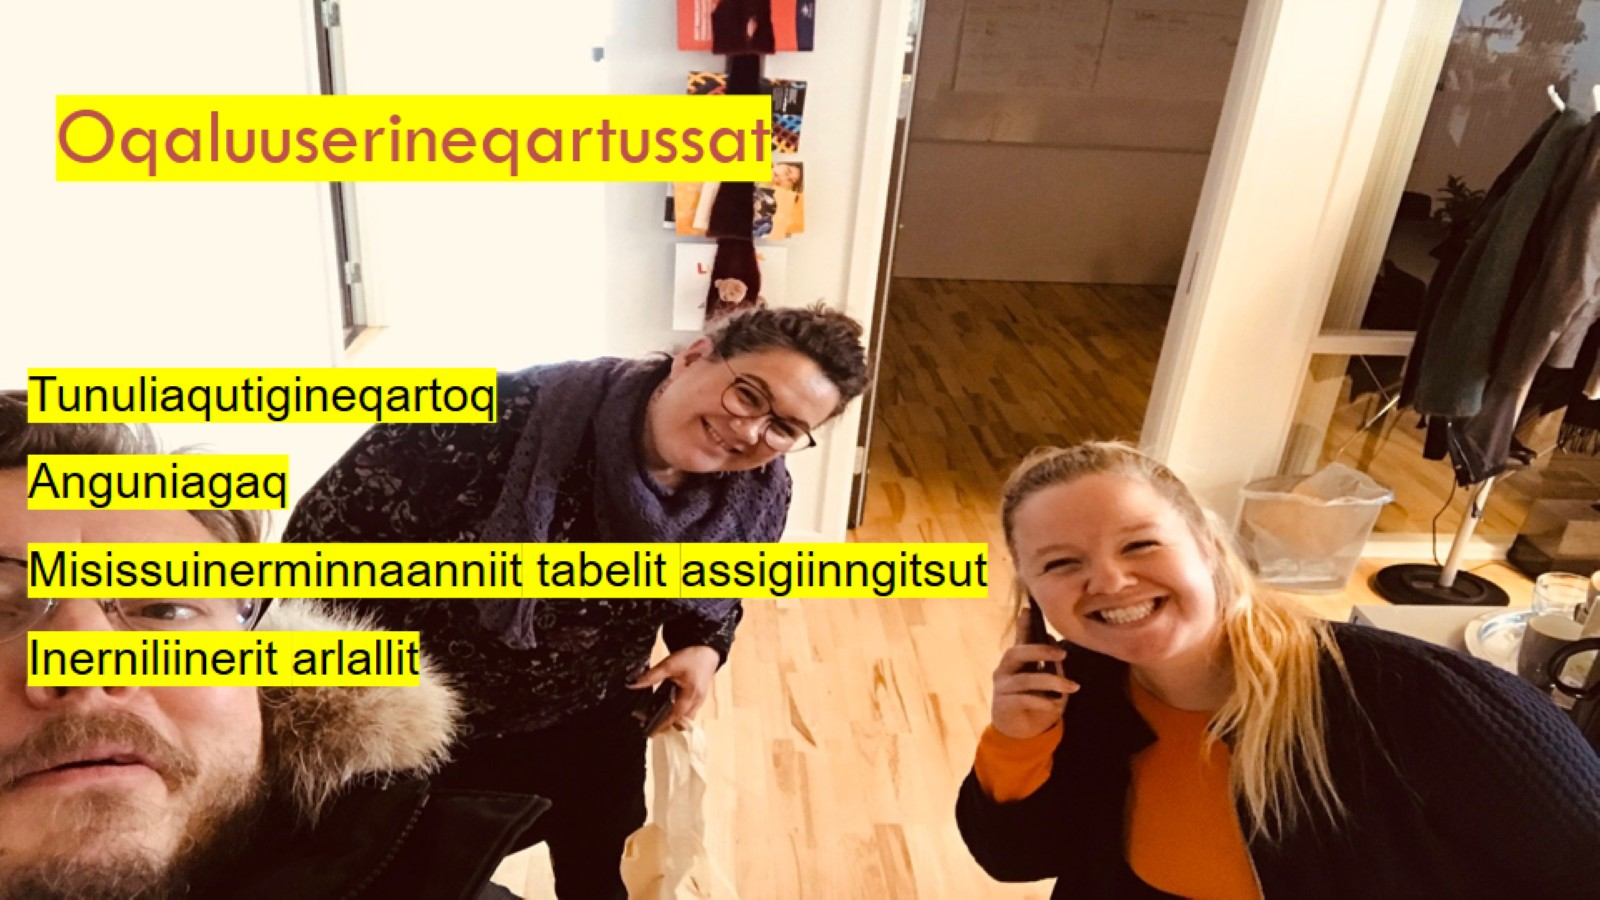 Oqaluuserineqartussat
Tunuliaqutigineqartoq
Anguniagaq
Misissuinerminnaanniit tabelit assigiinngitsut
Inerniliinerit arlallit